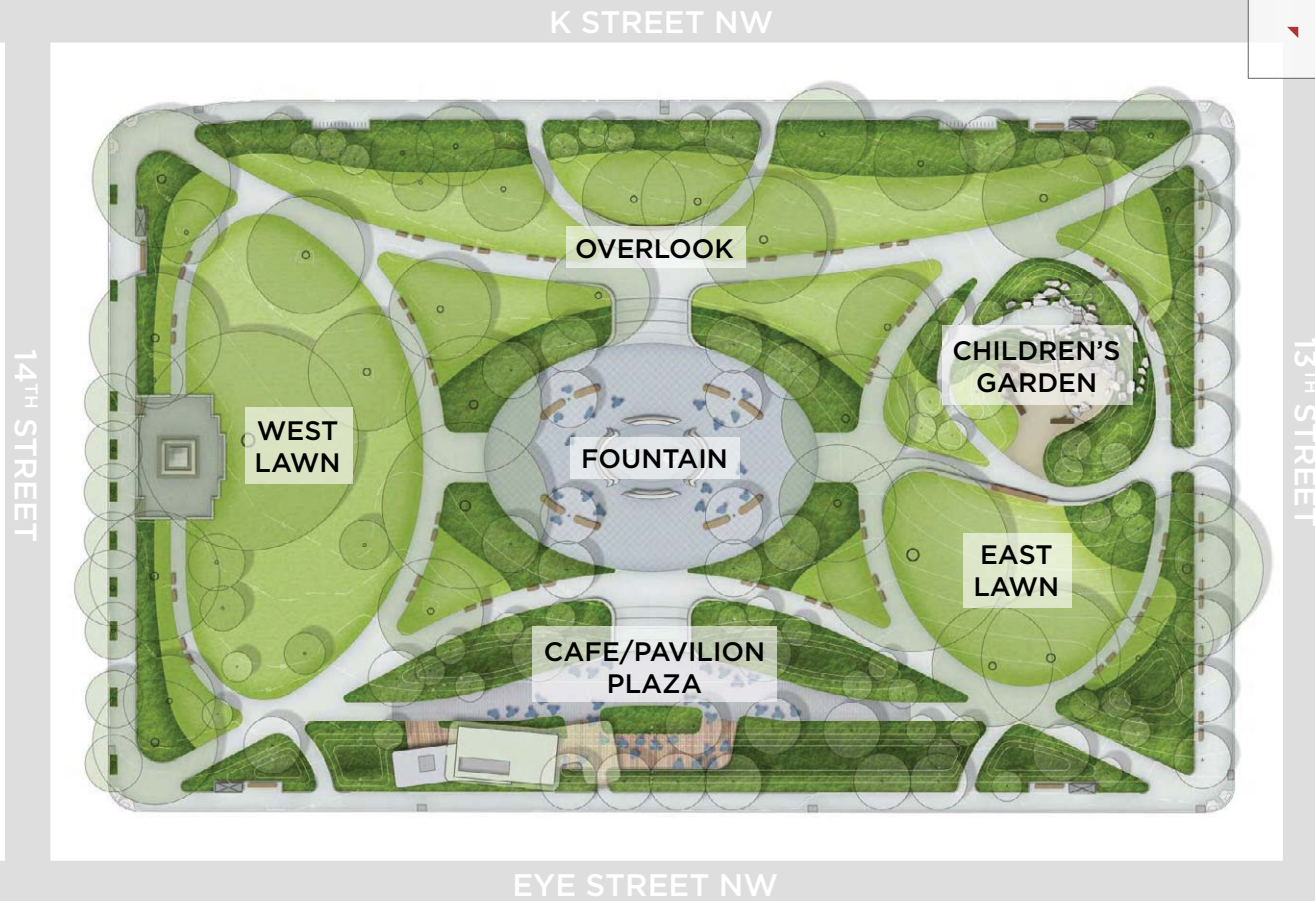 K STREET NW
OVERLOOK
CHILDREN'S
GARDEN
14TH STREET
13TH STREET
WEST
LAWN
FOUNTAIN
EAST
LAWN
CAFE/PAVILION
PLAZA
EYE STREET NW